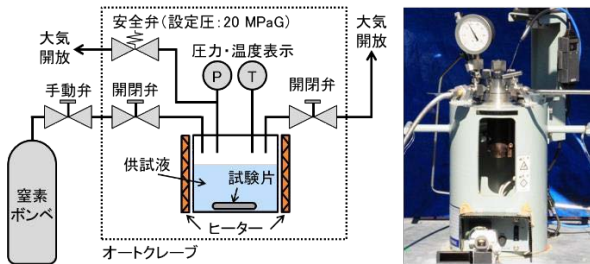 安全弁(設定圧:20 MPaG)
大気
開放
大気
開放
圧力・温度表示
P
T
手動弁
開閉弁
開閉弁
供試液
試験片
窒素
ボンベ
ヒーター
オートクレーブ